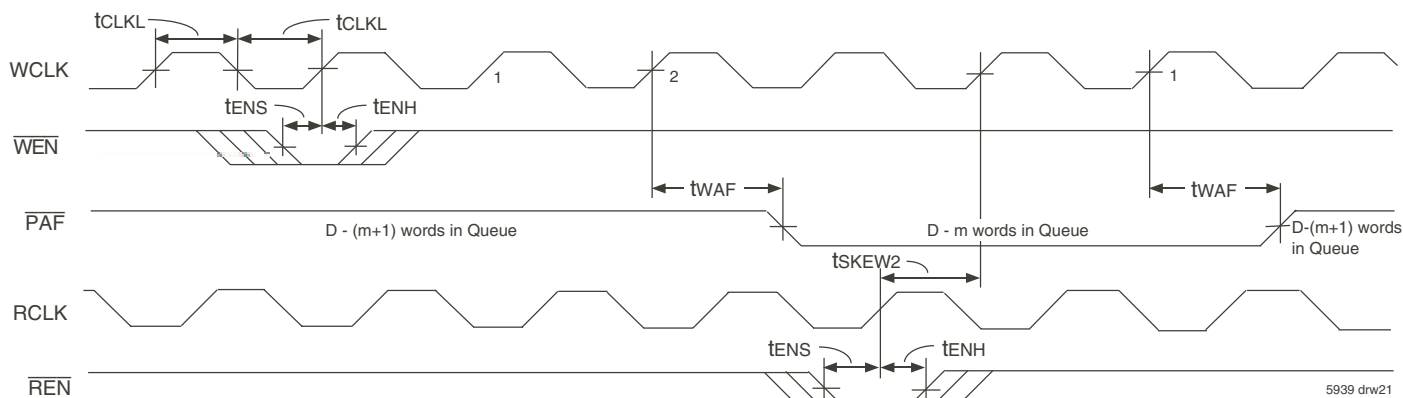 tCLKL tCLKL
WCLK 1 2 1
tENS tENH
WEN
tWAF tWAF
PAF
D - (m+1) words in Queue D - m words in Queue D-(m+1) words
in Queue
tSKEW2
RCLK
tENS tENH
REN
5939 drw21